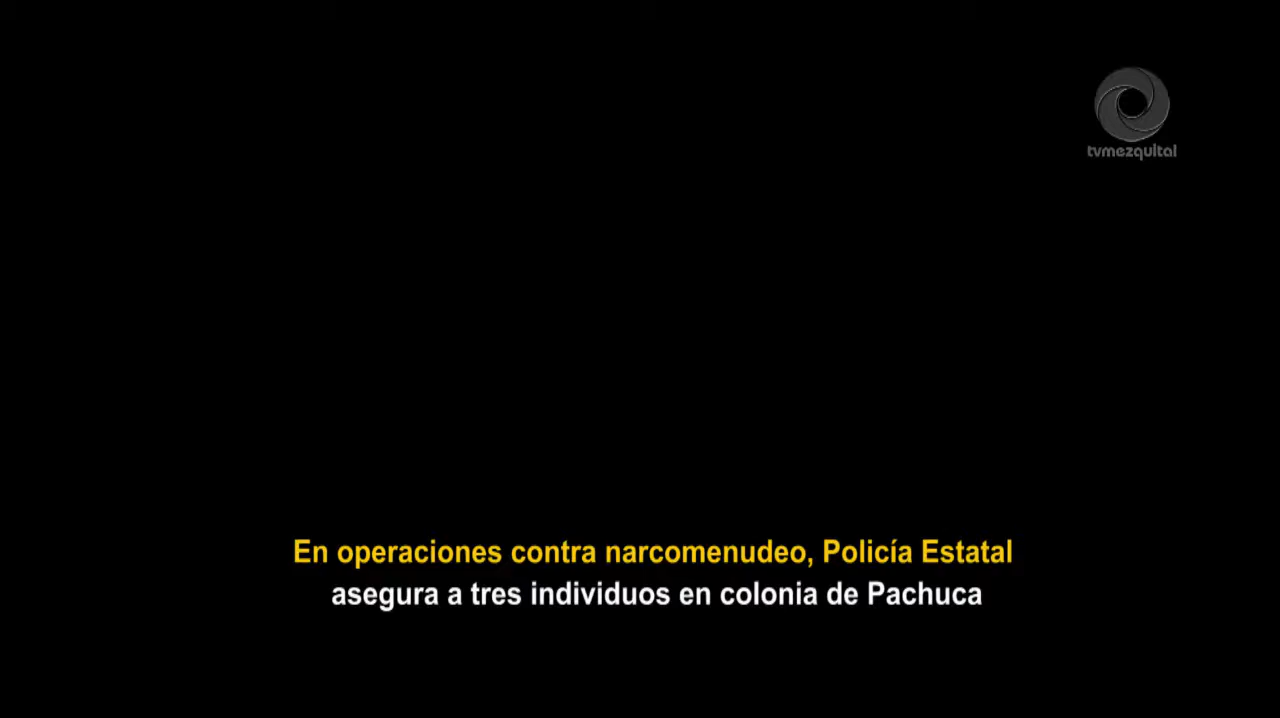 tvmezquital
En operaciones contra narcomenudeo, Policía Estatal
asegura a tres individuos en colonia de Pachuca